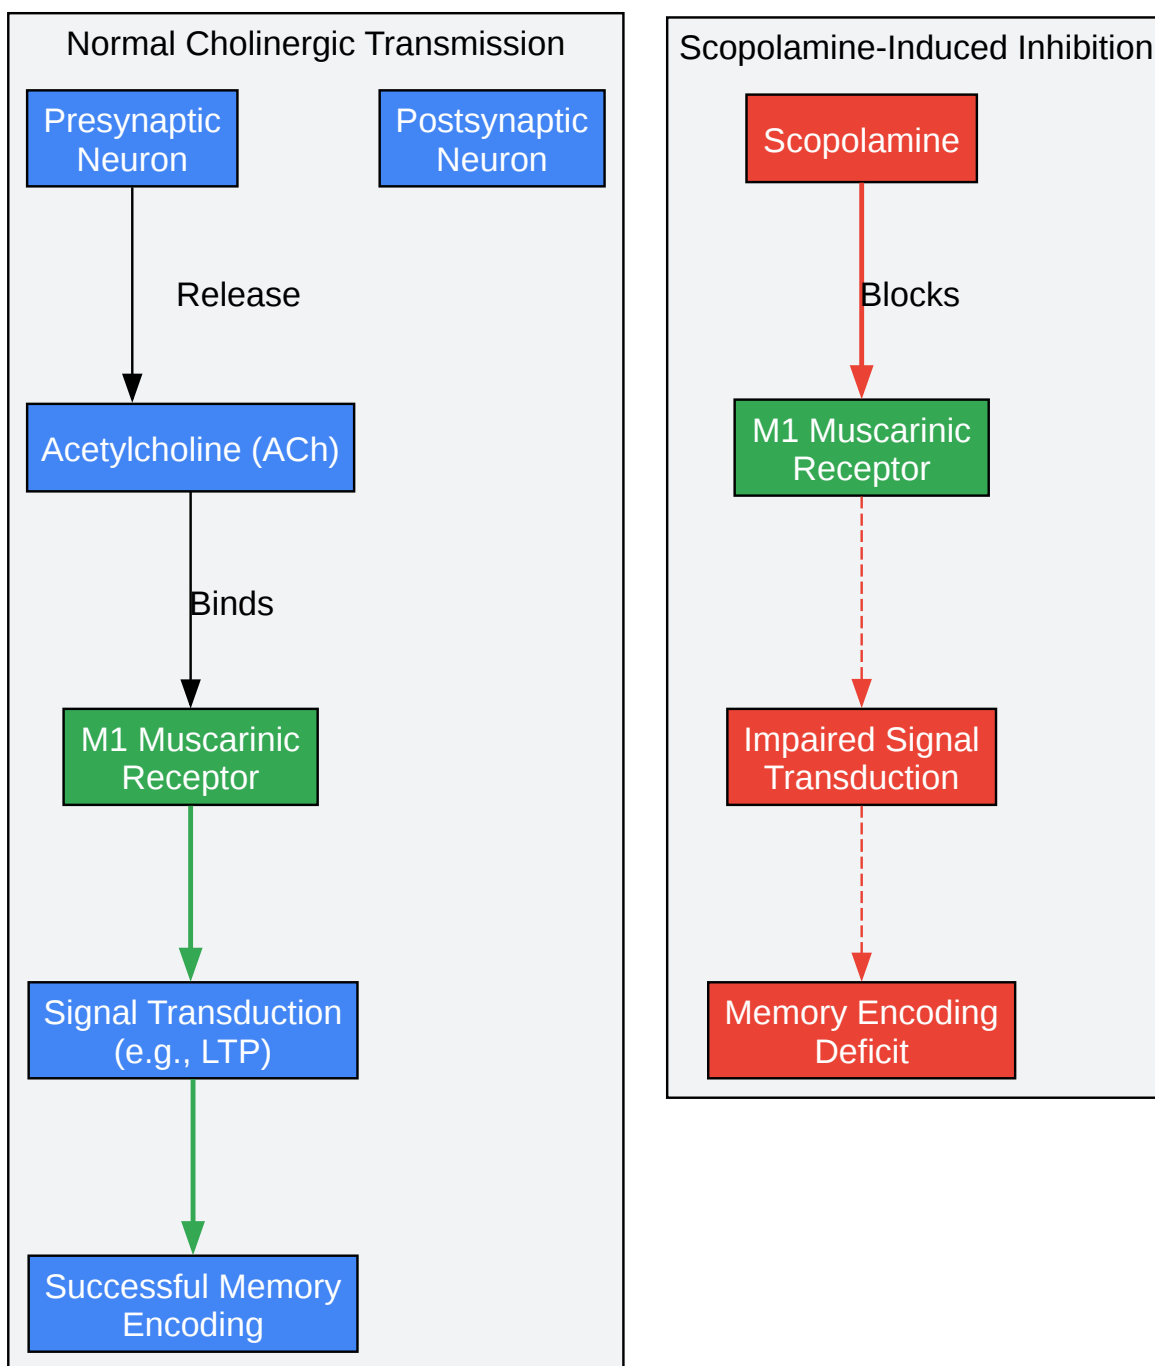 Normal Cholinergic Transmission
Presynaptic
Neuron
Postsynaptic
Neuron
Release
Acetylcholine (ACh)
Binds
M1 Muscarinic
Receptor
Signal Transduction
(e.g., LTP)
Successful Memory
Encoding
Scopolamine-Induced Inhibition
Scopolamine
Blocks
M1 Muscarinic
Receptor
Impaired Signal
Transduction
Memory Encoding
Deficit